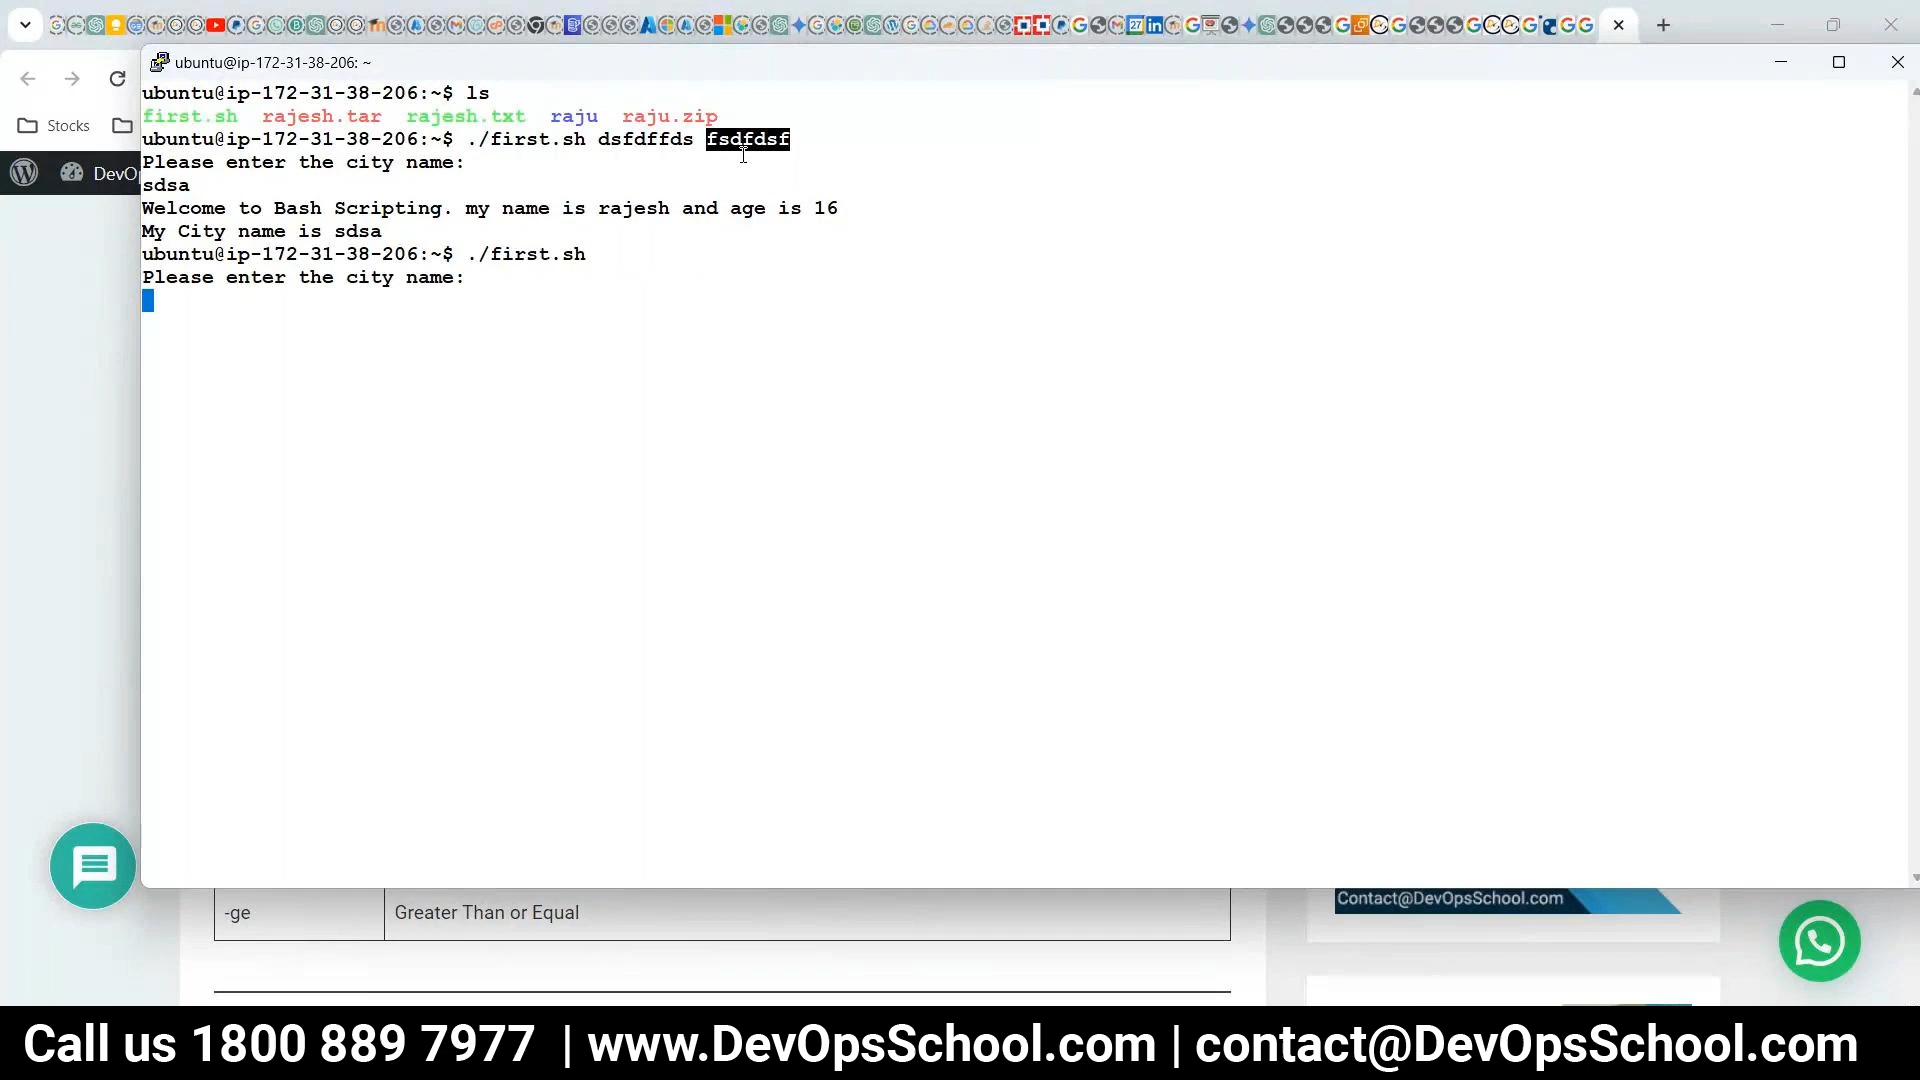 ubuntu@ip-172-31-38-206: ~
ubuntu@ip-172-31-38-206:~$ ls
first.sh rajesh.tar rajesh.txt raju raju.zip
ubuntu@ip-172-31-38-206:~$ ./first.sh dsfdffds fsdfdsf
Please enter the city name:
sdsa
Welcome to Bash Scripting. my name is rajesh and age is 16
My City name is sdsa
ubuntu@ip-172-31-38-206:~$ ./first.sh
Please enter the city name:
Stocks
DevOp
-ge Greater Than or Equal
Contact@DevOpsSchool.com
Call us 1800 889 7977 | www.DevOpsSchool.com | contact@DevOpsSchool.com